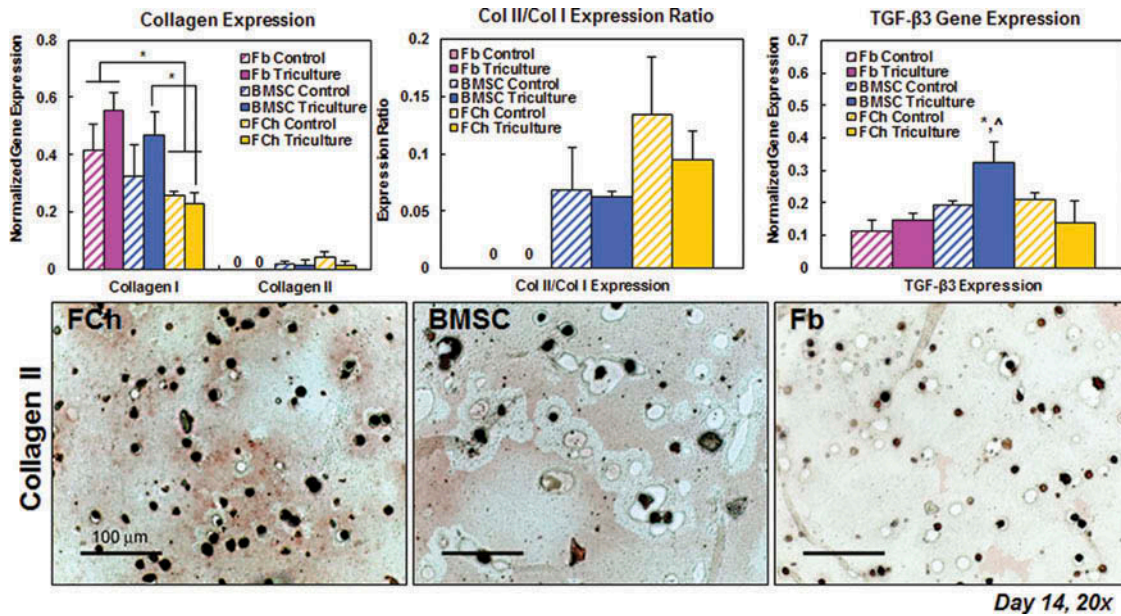 Collagen Expression
Normalized Gene Expression
0.8
0.6
0.4
0.2
0
Fb Control
Fb Triculture
BMSC Control
BMSC Triculture
FCh Control
FCh Triculture
*
*
0 0
Collagen I
Collagen II
Col II/Col I Expression Ratio
Expression Ratio
0.2
0.15
0.1
0.05
0
Fb Control
Fb Triculture
BMSC Control
BMSC Triculture
FCh Control
FCh Triculture
0 0
Col II/Col I Expression
TGF-β3 Gene Expression
Normalized Gene Expression
0.7
0.6
0.5
0.4
0.3
0.2
0.1
0
Fb Control
Fb Triculture
BMSC Control
BMSC Triculture
FCh Control
FCh Triculture
*,^
TGF-β3 Expression
Collagen II
FCh
100 μm
BMSC
Fb
Day 14, 20x